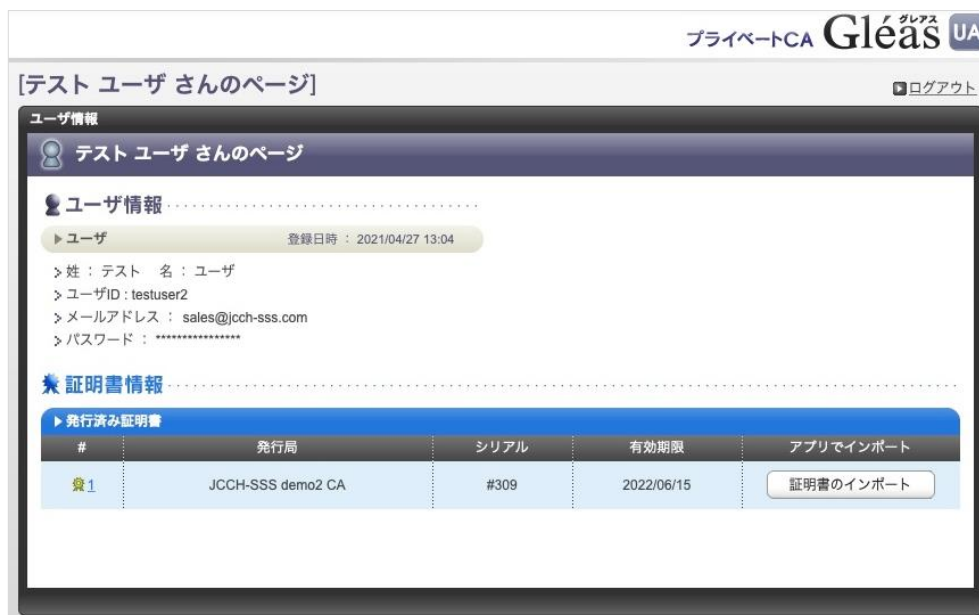 プライベートCA Gléas グレアス UA
[テスト ユーザ さんのページ]
ログアウト
ユーザ情報
テスト ユーザ さんのページ
ユーザ情報
ユーザ 登録日時 : 2021/04/27 13:04
姓 : テスト 名 : ユーザ
ユーザID : testuser2
メールアドレス : sales@jcch-sss.com
パスワード : ****************
証明書情報
発行済み証明書
# 発行局 シリアル 有効期限 アプリでインポート
1 JCCH-SSS demo2 CA #309 2022/06/15 証明書のインポート